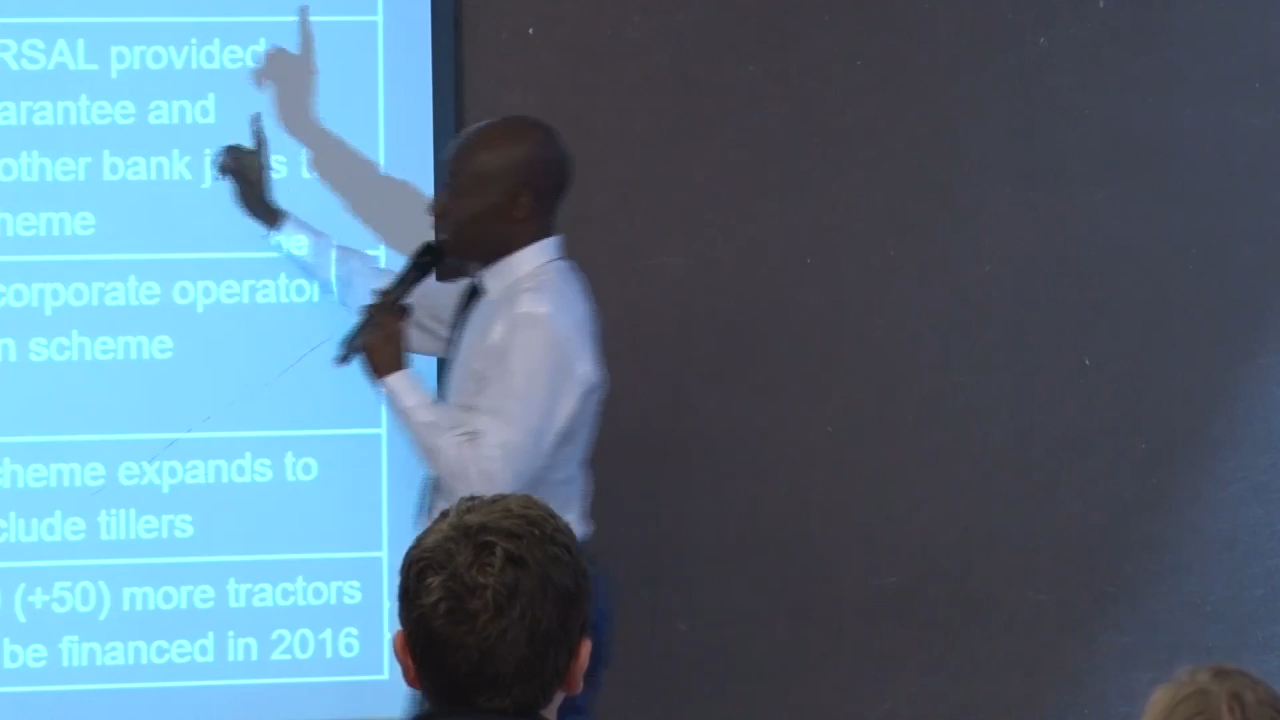 RSAL provided
arantee and
other bank
heme
corporate operator
n scheme
cheme expands to
clude tillers
(+50) more tractors
be financed in 2016